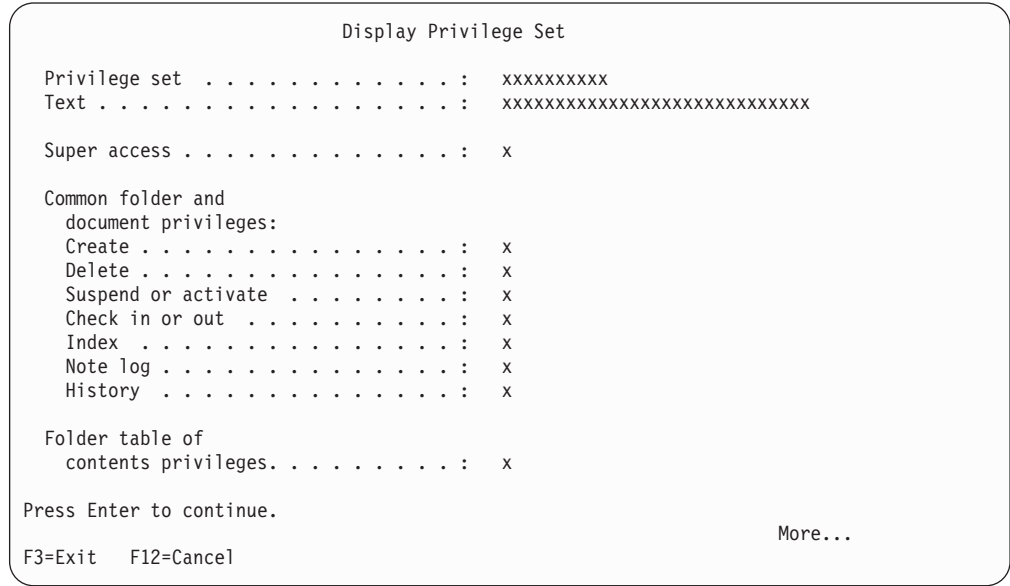 Display Privilege Set
Privilege set . . . . . . . . . . . . : xxxxxxxxxx
Text . . . . . . . . . . . . . . . . . : xxxxxxxxxxxxxxxxxxxxxxxxxxxxx
Super access . . . . . . . . . . . . . : x
Common folder and
document privileges:
Create . . . . . . . . . . . . . . . : x
Delete . . . . . . . . . . . . . . . : x
Suspend or activate . . . . . . . . . : x
Check in or out . . . . . . . . . . : x
Index . . . . . . . . . . . . . . . : x
Note log . . . . . . . . . . . . . . : x
History . . . . . . . . . . . . . . : x
Folder table of
contents privileges. . . . . . . . . : x
Press Enter to continue.
More...
F3=Exit F12=Cancel